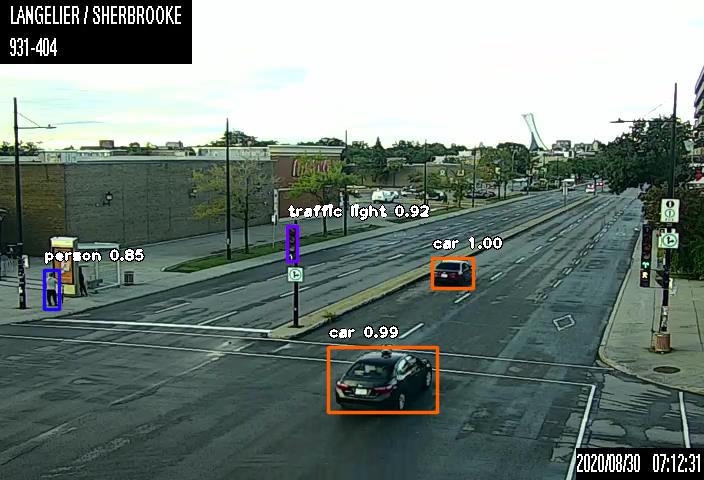 LANGELIER / SHERBROOKE
931-404
traffic light 0.92
car 1.00
person 0.85
car 0.99
2020/08/30 07:12:31